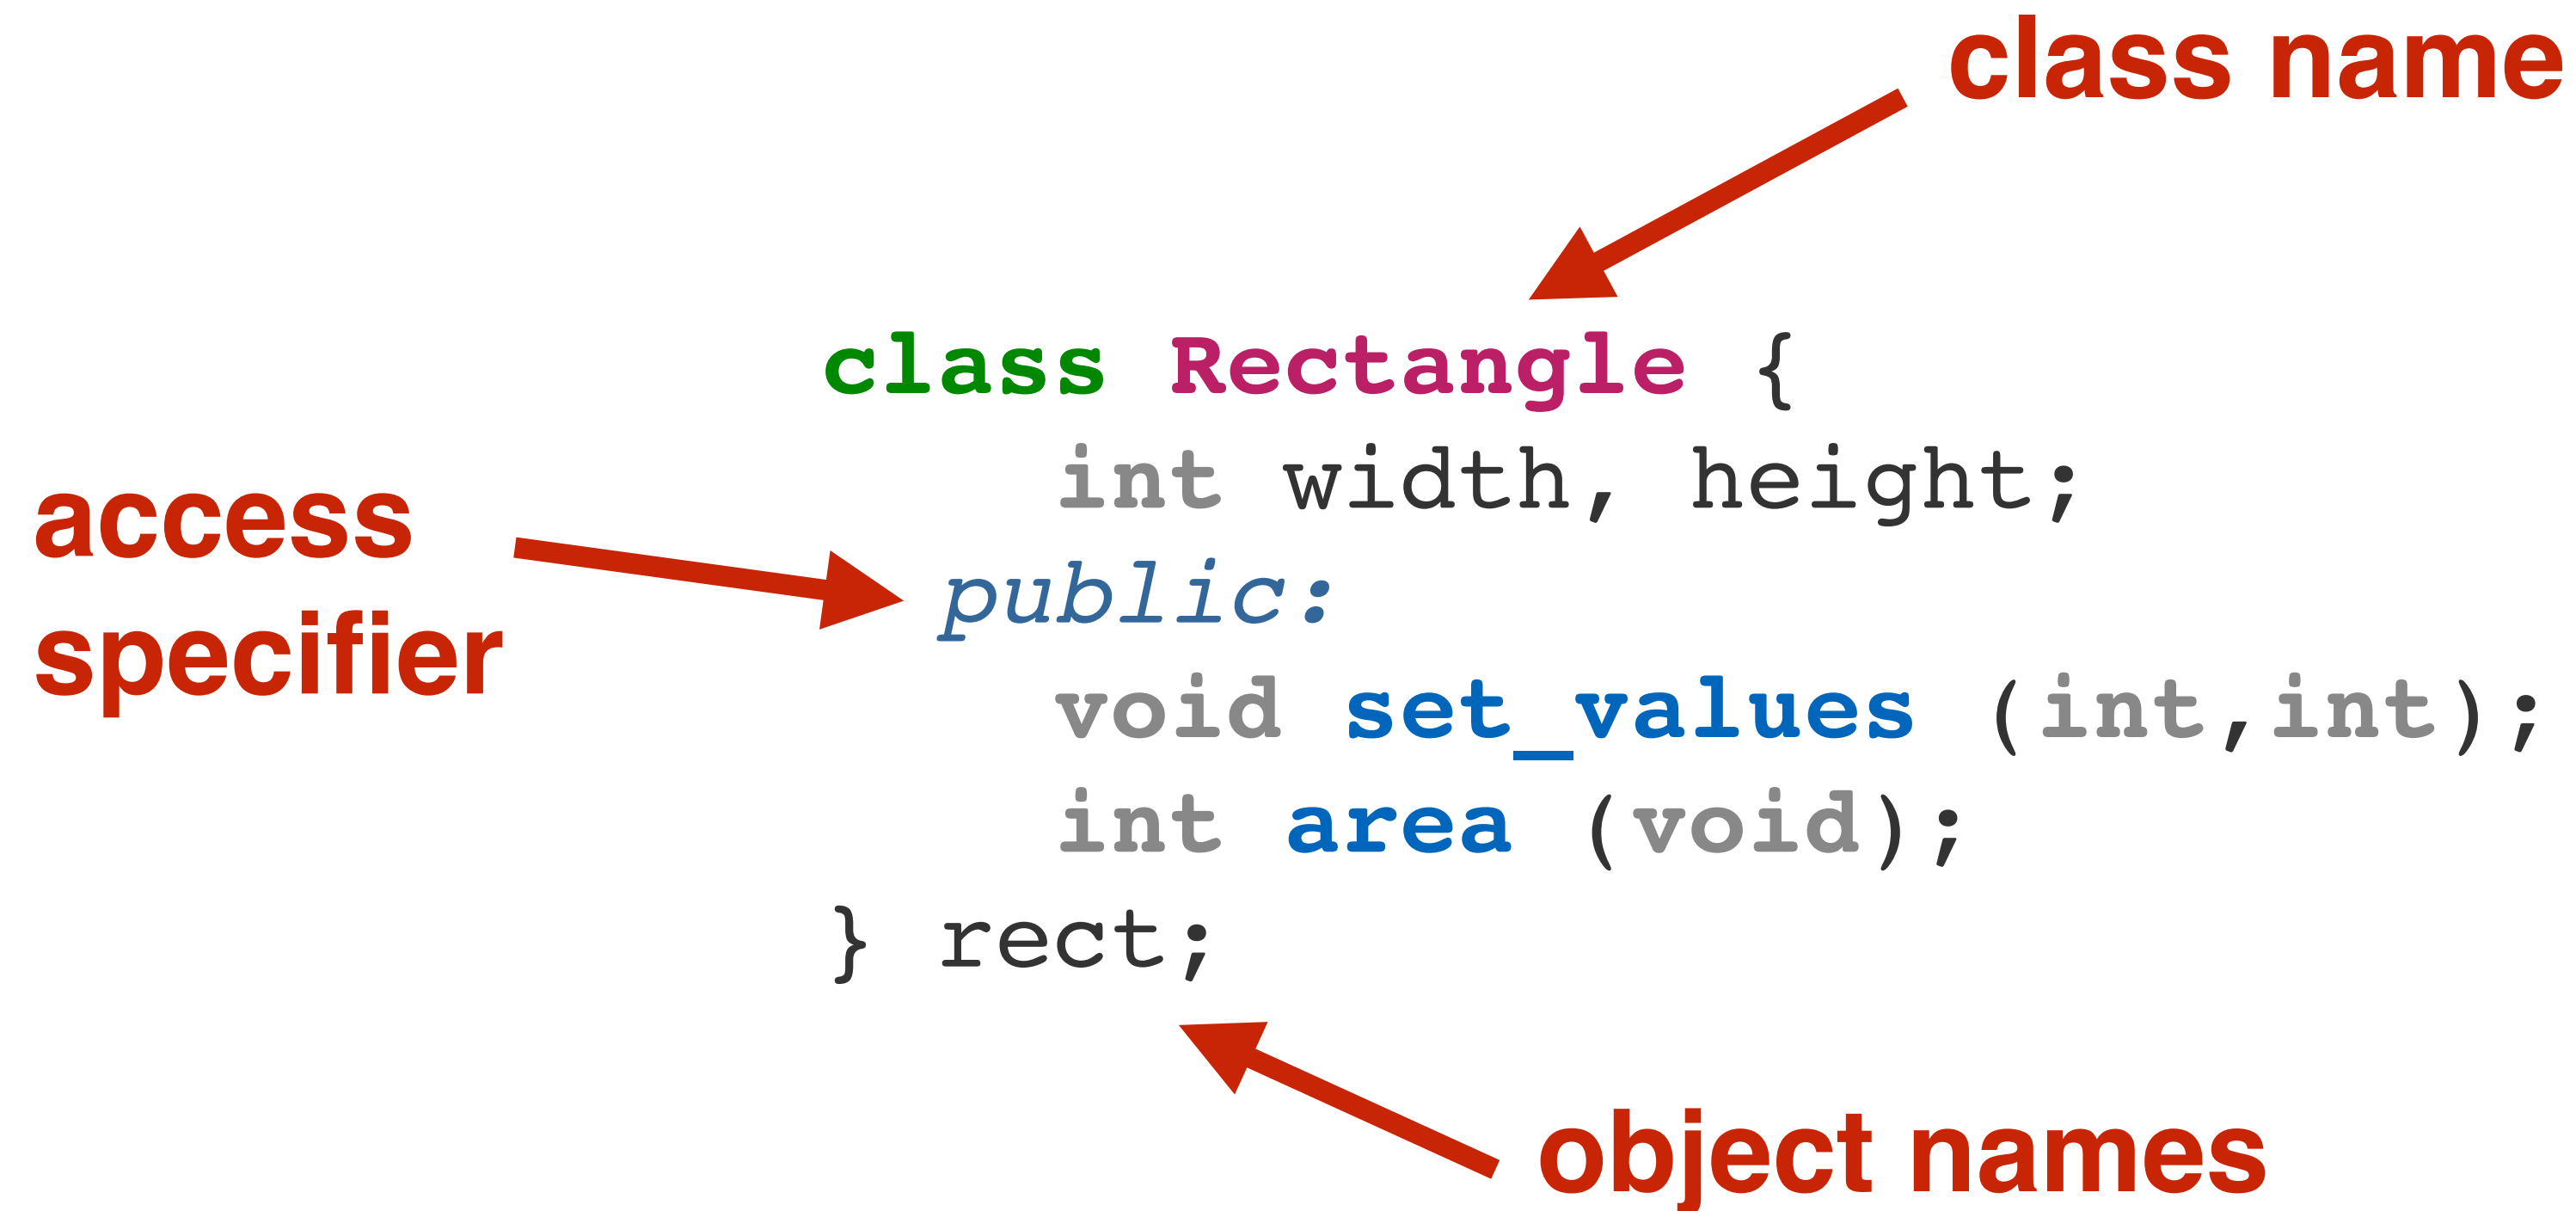 class name
class Rectangle {
int width, height;
access
specifier
public:
void set_values (int,int);
int area (void);
} rect;
object names